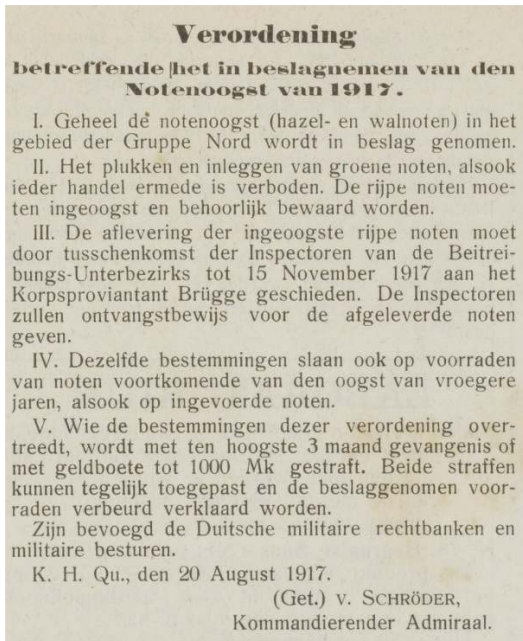 Verordening
betreffende het in beslagnemen van den
Notenoogst van 1917.
I. Geheel de notenoogst (hazel- en walnoten) in het
gebied der Gruppe Nord wordt in beslag genomen.
II. Het plukken en inleggen van groene noten, alsook
ieder handel ermede is verboden. De rijpe noten moe-
ten ingeoogst en behoorlijk bewaard worden.
III. De aflevering der ingeoogste rijpe noten moet
door tusschenkomst der Inspectoren van de Beitrei-
bungs-Unterbezirks tot 15 November 1917 aan het
Korpsproviantant Brügge geschieden. De Inspectoren
zullen ontvangstbewijs voor de afgeleverde noten
geven.
IV. Dezelfde bestemmingen slaan ook op voorraden
van noten voortkomende van den oogst van vroegere
jaren, alsook op ingevoerde noten.
V. Wie de bestemmingen dezer verordening over-
treedt, wordt met ten hoogste 3 maand gevangenis of
met geldboete tot 1000 Mk gestraft. Beide straffen
kunnen tegelijk toegepast en de beslaggenomen voor-
raden verbeurd verklaard worden.
Zijn bevoegd de Duitsche militaire rechtbanken en
militaire besturen.
K. H. Qu., den 20 August 1917.
(Get.) v. SCHRÖDER,
Kommandierender Admiraal.